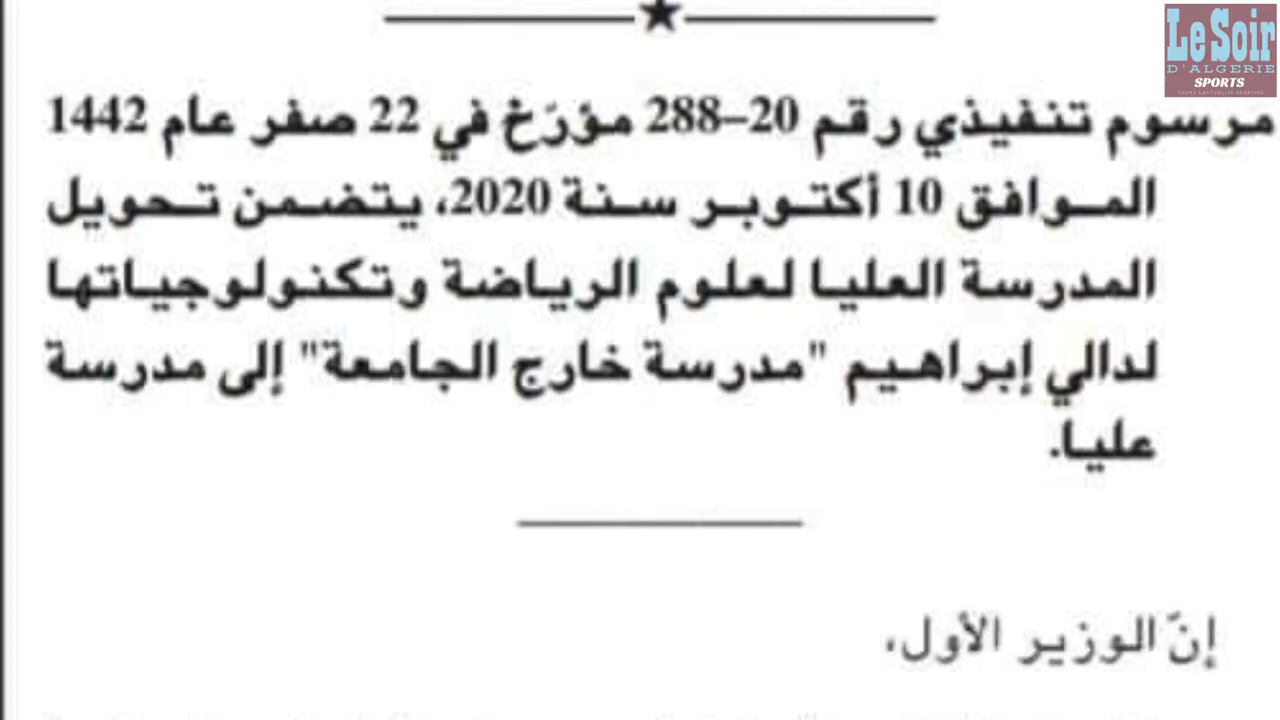 Le Soir
D'ALGERIE
SPORTS
مرسوم تنفيذي رقم 20–288 مؤرّخ في 22 صفر عام 1442
الموافق 10 أكتوبر سنة 2020، يتضمن تحويل
المدرسة العليا لعلوم الرياضة وتكنولوجياتها
لدالي إبراهيم "مدرسة خارج الجامعة" إلى مدرسة
عليا.
إنّ الوزير الأول،